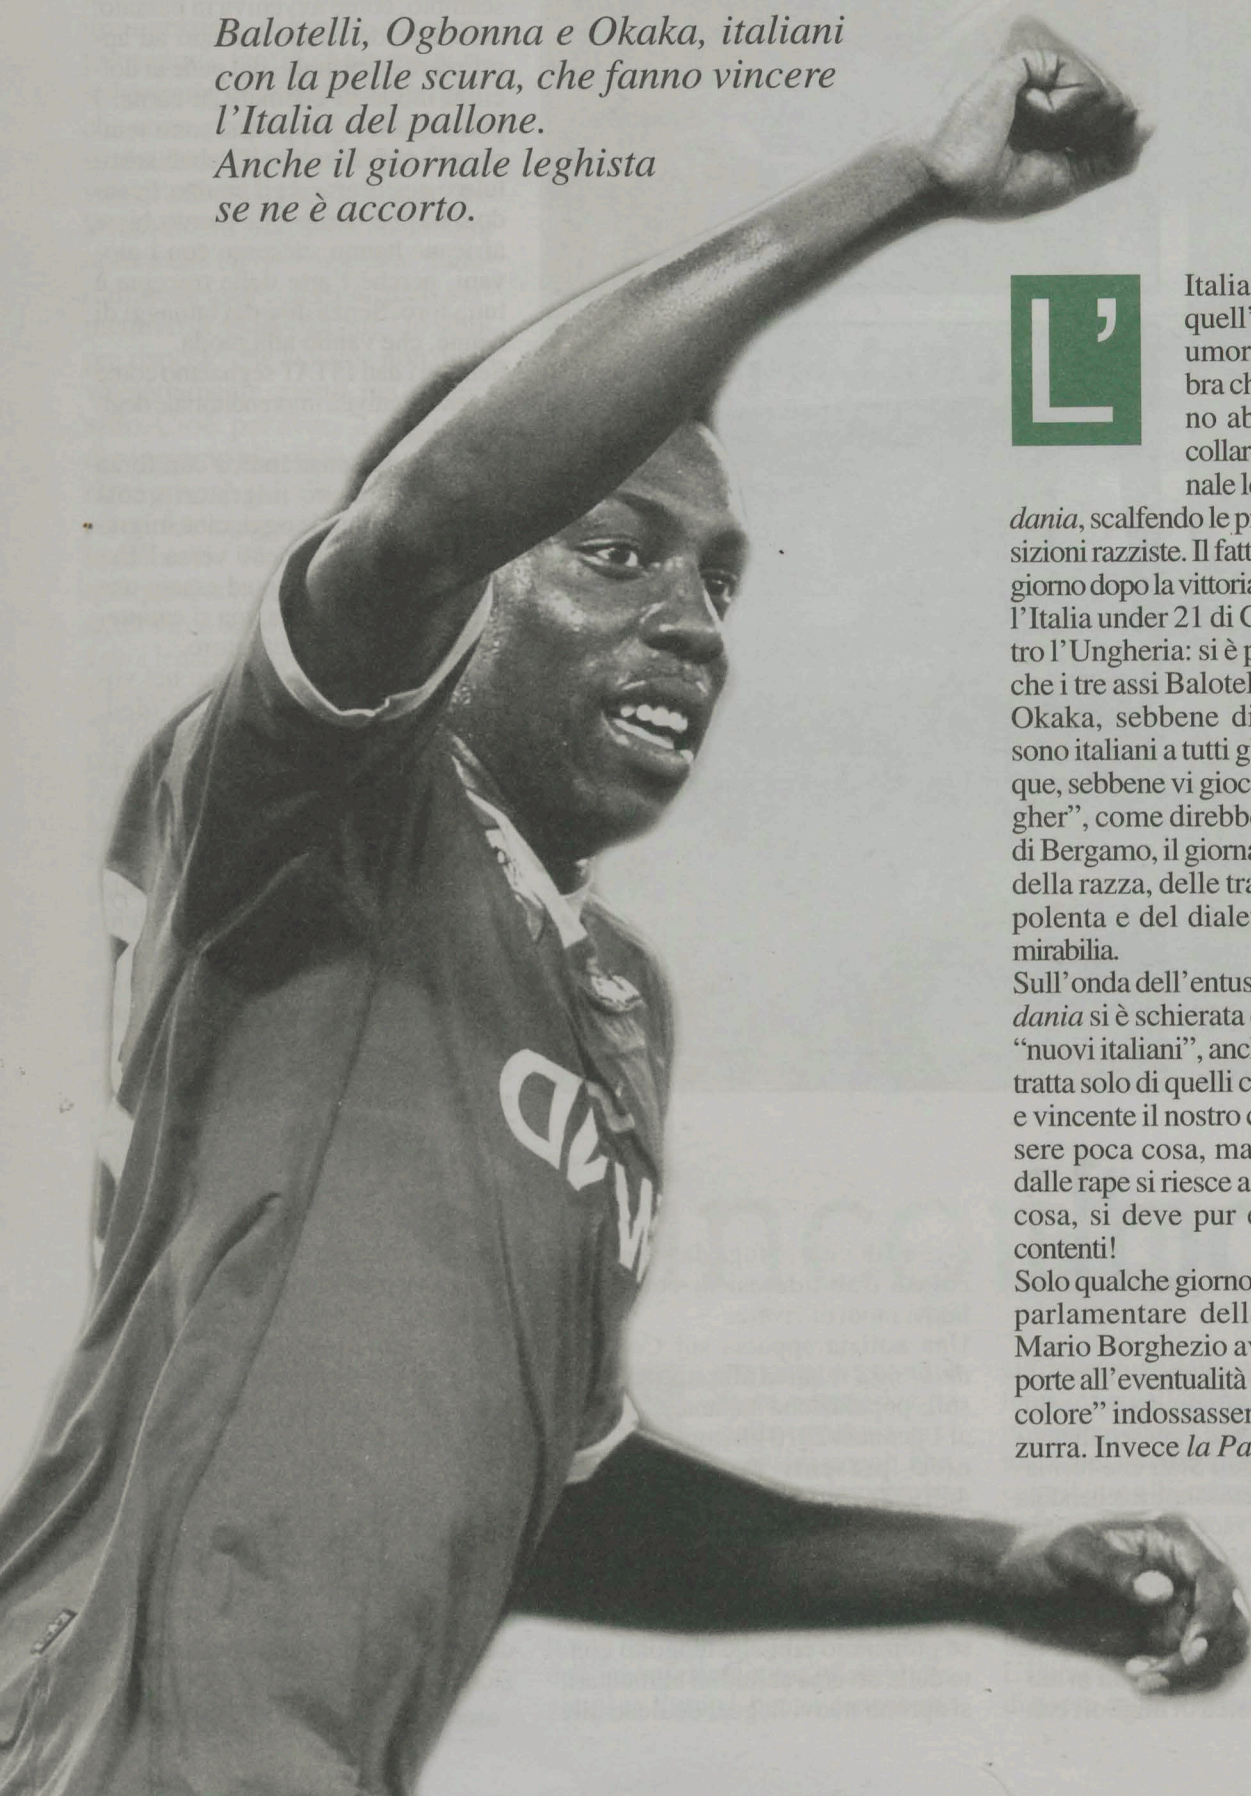 Balotelli, Ogbonna e Okaka, italiani
con la pelle scura, che fanno vincere
l'Italia del pallone.
Anche il giornale leghista
se ne è accorto.
L'
Italia
quell'
umor
bra ch
no ab
collar
nale l
dania, scalfendo le p
sizioni razziste. Il fatt
giorno dopo la vittoria
l'Italia under 21 di C
tro l'Ungheria: si è p
che i tre assi Balotel
Okaka, sebbene di
sono italiani a tutti g
que, sebbene vi gioc
gher”, come direbb
di Bergamo, il giorna
della razza, delle tra
polenta e del diale
mirabilia.
Sull'onda dell'entus
dania si è schierata
“nuovi italiani”, anc
tratta solo di quelli c
e vincente il nostro
sere poca cosa, ma
dalle rape si riesce a
cosa, si deve pur
contenti!
Solo qualche giorno
parlamentare dell
Mario Borghezio av
porte all'eventualità
colore” indossasser
zurra. Invece la Pa